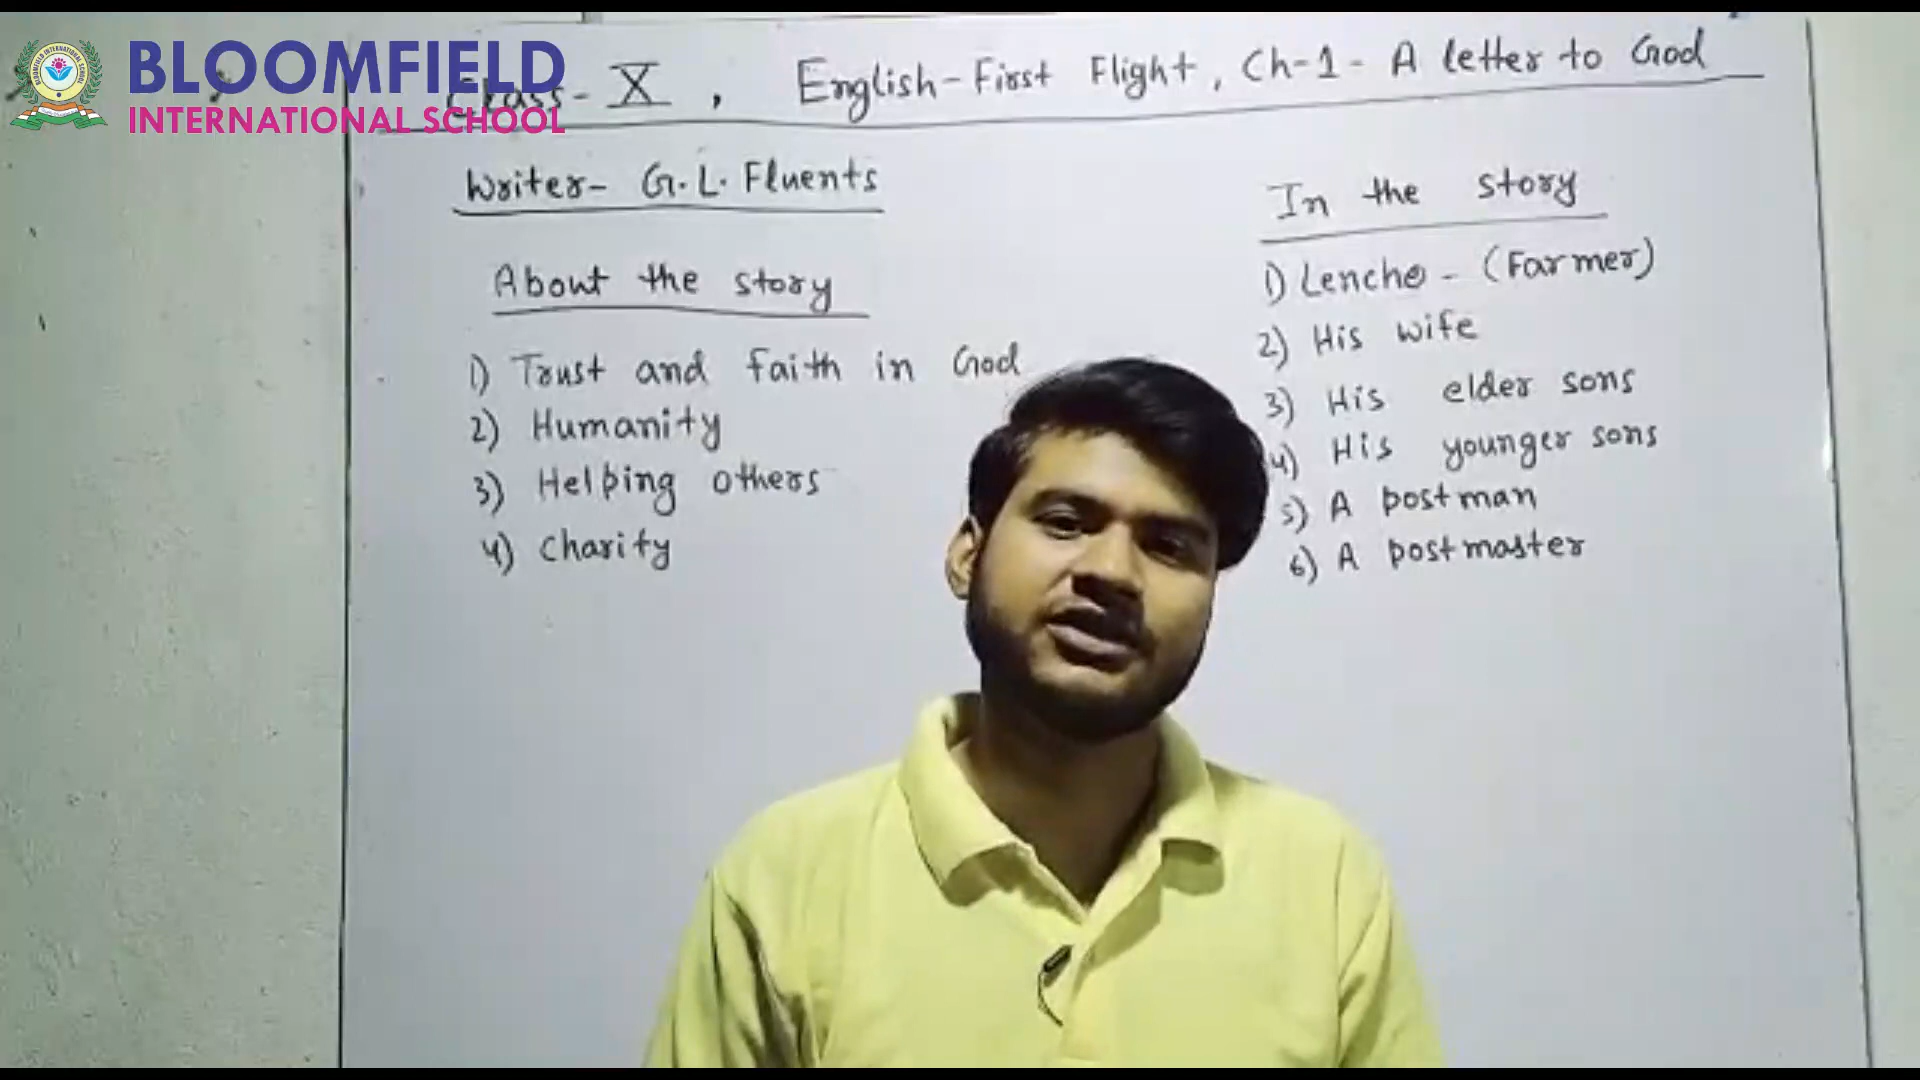 BLOOMFIELD
INTERNATIONAL SCHOOL
Class - X , English - First Flight, Ch-1 - A letter to God
Writer - G. L. Fluents
About the story
1) Trust and faith in God
2) Humanity
3) Helping others
4) Charity
In the story
1) Lencho - (Farmer)
2) His wife
3) His elder sons
4) His younger sons
5) A postman
6) A postmaster